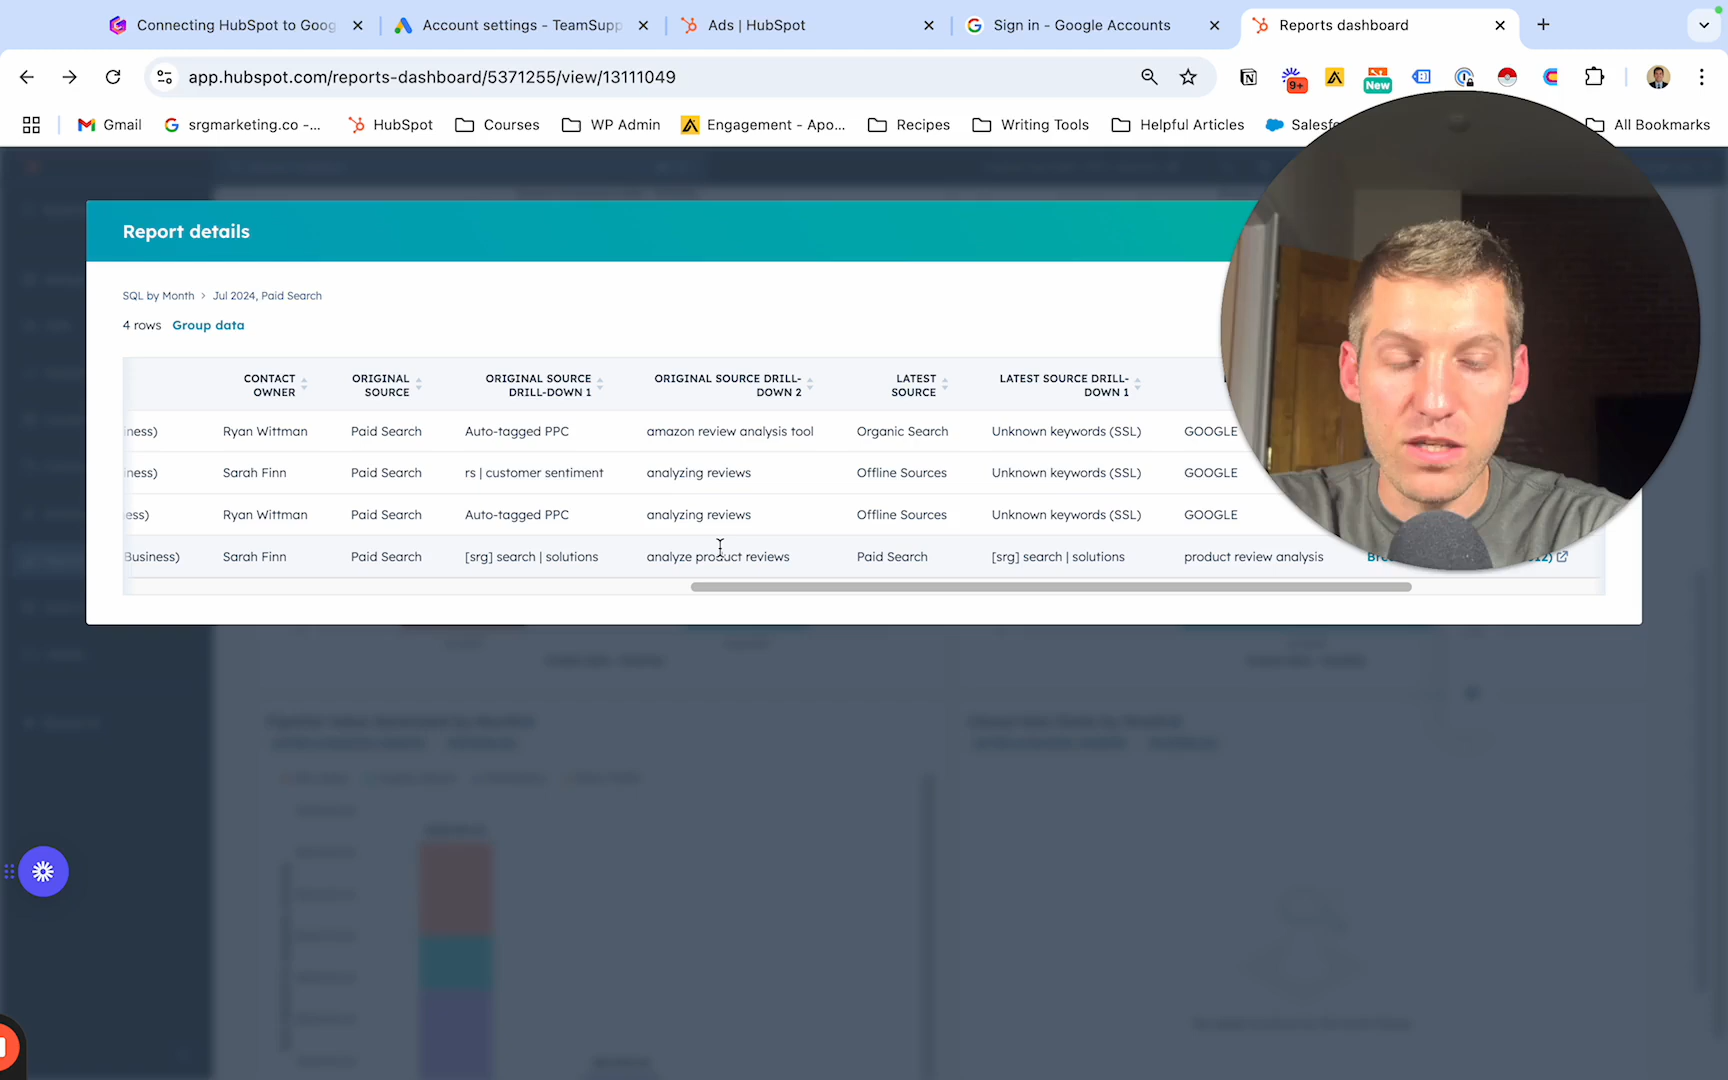 Connecting HubSpot to Goog
Account settings - TeamSupp
Ads | HubSpot
Sign in - Google Accounts
Reports dashboard
app.hubspot.com/reports-dashboard/5371255/view/13111049
9+
New
Gmail
srgmarketing.co -...
HubSpot
Courses
WP Admin
Engagement - Apo...
Recipes
Writing Tools
Helpful Articles
Salesfo
All Bookmarks
Report details
SQL by Month > Jul 2024, Paid Search
4 rows Group data
CONTACT OWNER
ORIGINAL SOURCE
ORIGINAL SOURCE DRILL-DOWN 1
ORIGINAL SOURCE DRILL-DOWN 2
LATEST SOURCE
LATEST SOURCE DRILL-DOWN 1
iness) Ryan Wittman Paid Search Auto-tagged PPC amazon review analysis tool Organic Search Unknown keywords (SSL) GOOGLE
iness) Sarah Finn Paid Search rs | customer sentiment analyzing reviews Offline Sources Unknown keywords (SSL) GOOGLE
ess) Ryan Wittman Paid Search Auto-tagged PPC analyzing reviews Offline Sources Unknown keywords (SSL) GOOGLE
Business) Sarah Finn Paid Search [srg] search | solutions analyze product reviews Paid Search [srg] search | solutions product review analysis